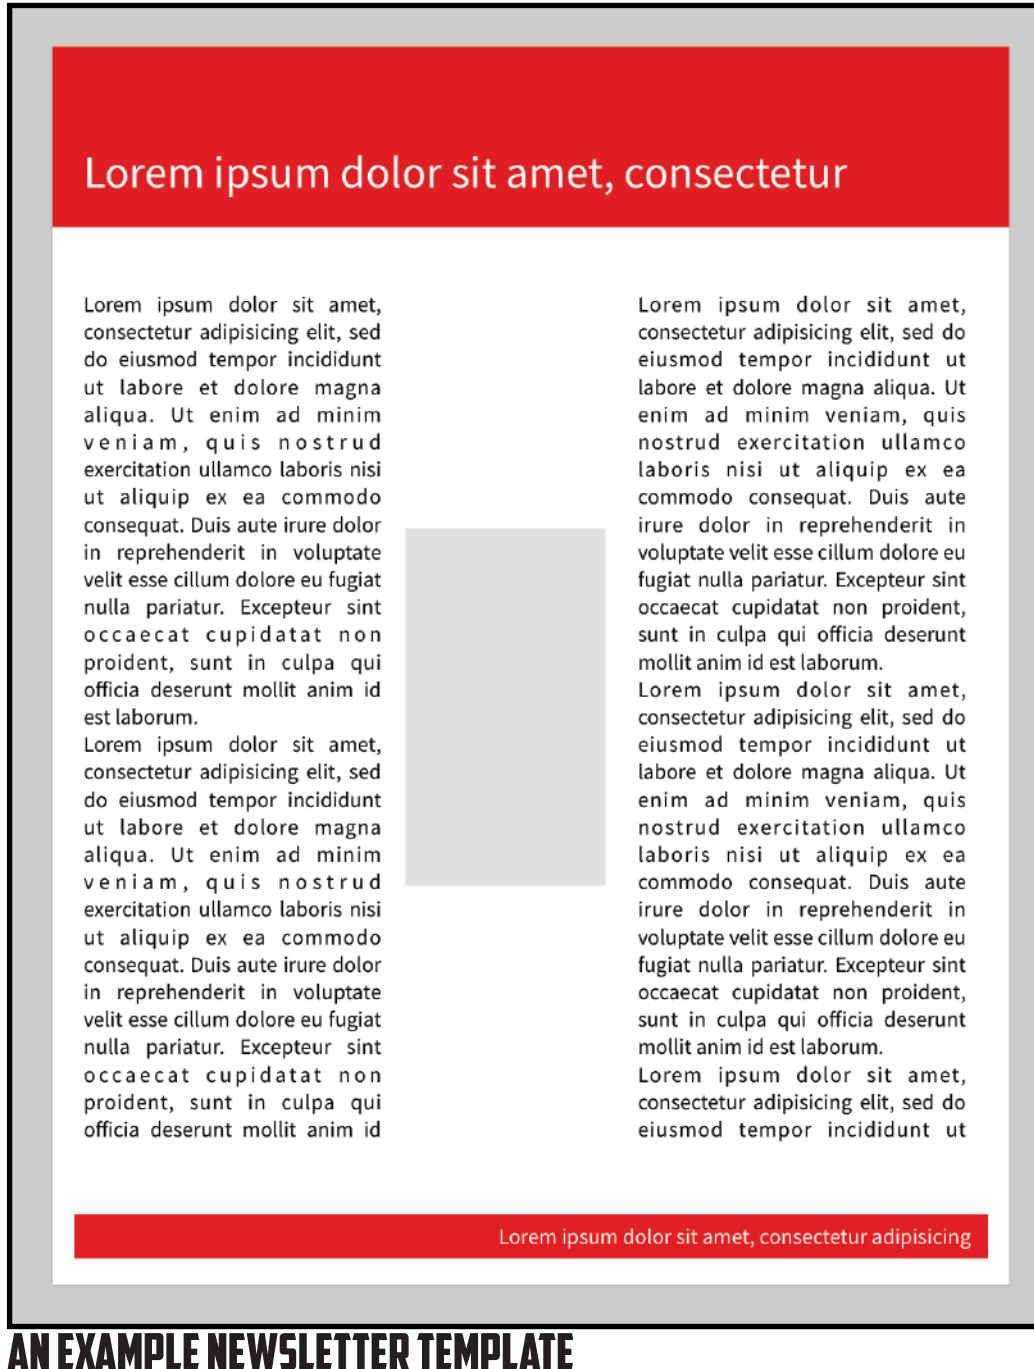 Lorem ipsum dolor sit amet, consectetur
Lorem ipsum dolor sit amet,
consectetur adipisicing elit, sed
do eiusmod tempor incididunt
ut labore et dolore magna
aliqua. Ut enim ad minim
veniam, quis nostrud
exercitation ullamco laboris nisi
ut aliquip ex ea commodo
consequat. Duis aute irure dolor
in reprehenderit in voluptate
velit esse cillum dolore eu fugiat
nulla pariatur. Excepteur sint
occaecat cupidatat non
proident, sunt in culpa qui
officia deserunt mollit anim id
est laborum.
Lorem ipsum dolor sit amet,
consectetur adipisicing elit, sed
do eiusmod tempor incididunt
ut labore et dolore magna
aliqua. Ut enim ad minim
veniam, quis nostrud
exercitation ullamco laboris nisi
ut aliquip ex ea commodo
consequat. Duis aute irure dolor
in reprehenderit in voluptate
velit esse cillum dolore eu fugiat
nulla pariatur. Excepteur sint
occaecat cupidatat non
proident, sunt in culpa qui
officia deserunt mollit anim id
Lorem ipsum dolor sit amet,
consectetur adipisicing elit, sed do
eiusmod tempor incididunt ut
labore et dolore magna aliqua. Ut
enim ad minim veniam, quis
nostrud exercitation ullamco
laboris nisi ut aliquip ex ea
commodo consequat. Duis aute
irure dolor in reprehenderit in
voluptate velit esse cillum dolore eu
fugiat nulla pariatur. Excepteur sint
occaecat cupidatat non proident,
sunt in culpa qui officia deserunt
mollit anim id est laborum.
Lorem ipsum dolor sit amet,
consectetur adipisicing elit, sed do
eiusmod tempor incididunt ut
labore et dolore magna aliqua. Ut
enim ad minim veniam, quis
nostrud exercitation ullamco
laboris nisi ut aliquip ex ea
commodo consequat. Duis aute
irure dolor in reprehenderit in
voluptate velit esse cillum dolore eu
fugiat nulla pariatur. Excepteur sint
occaecat cupidatat non proident,
sunt in culpa qui officia deserunt
mollit anim id est laborum.
Lorem ipsum dolor sit amet,
consectetur adipisicing elit, sed do
eiusmod tempor incididunt ut
Lorem ipsum dolor sit amet, consectetur adipisicing
AN EXAMPLE NEWSLETTER TEMPLATE